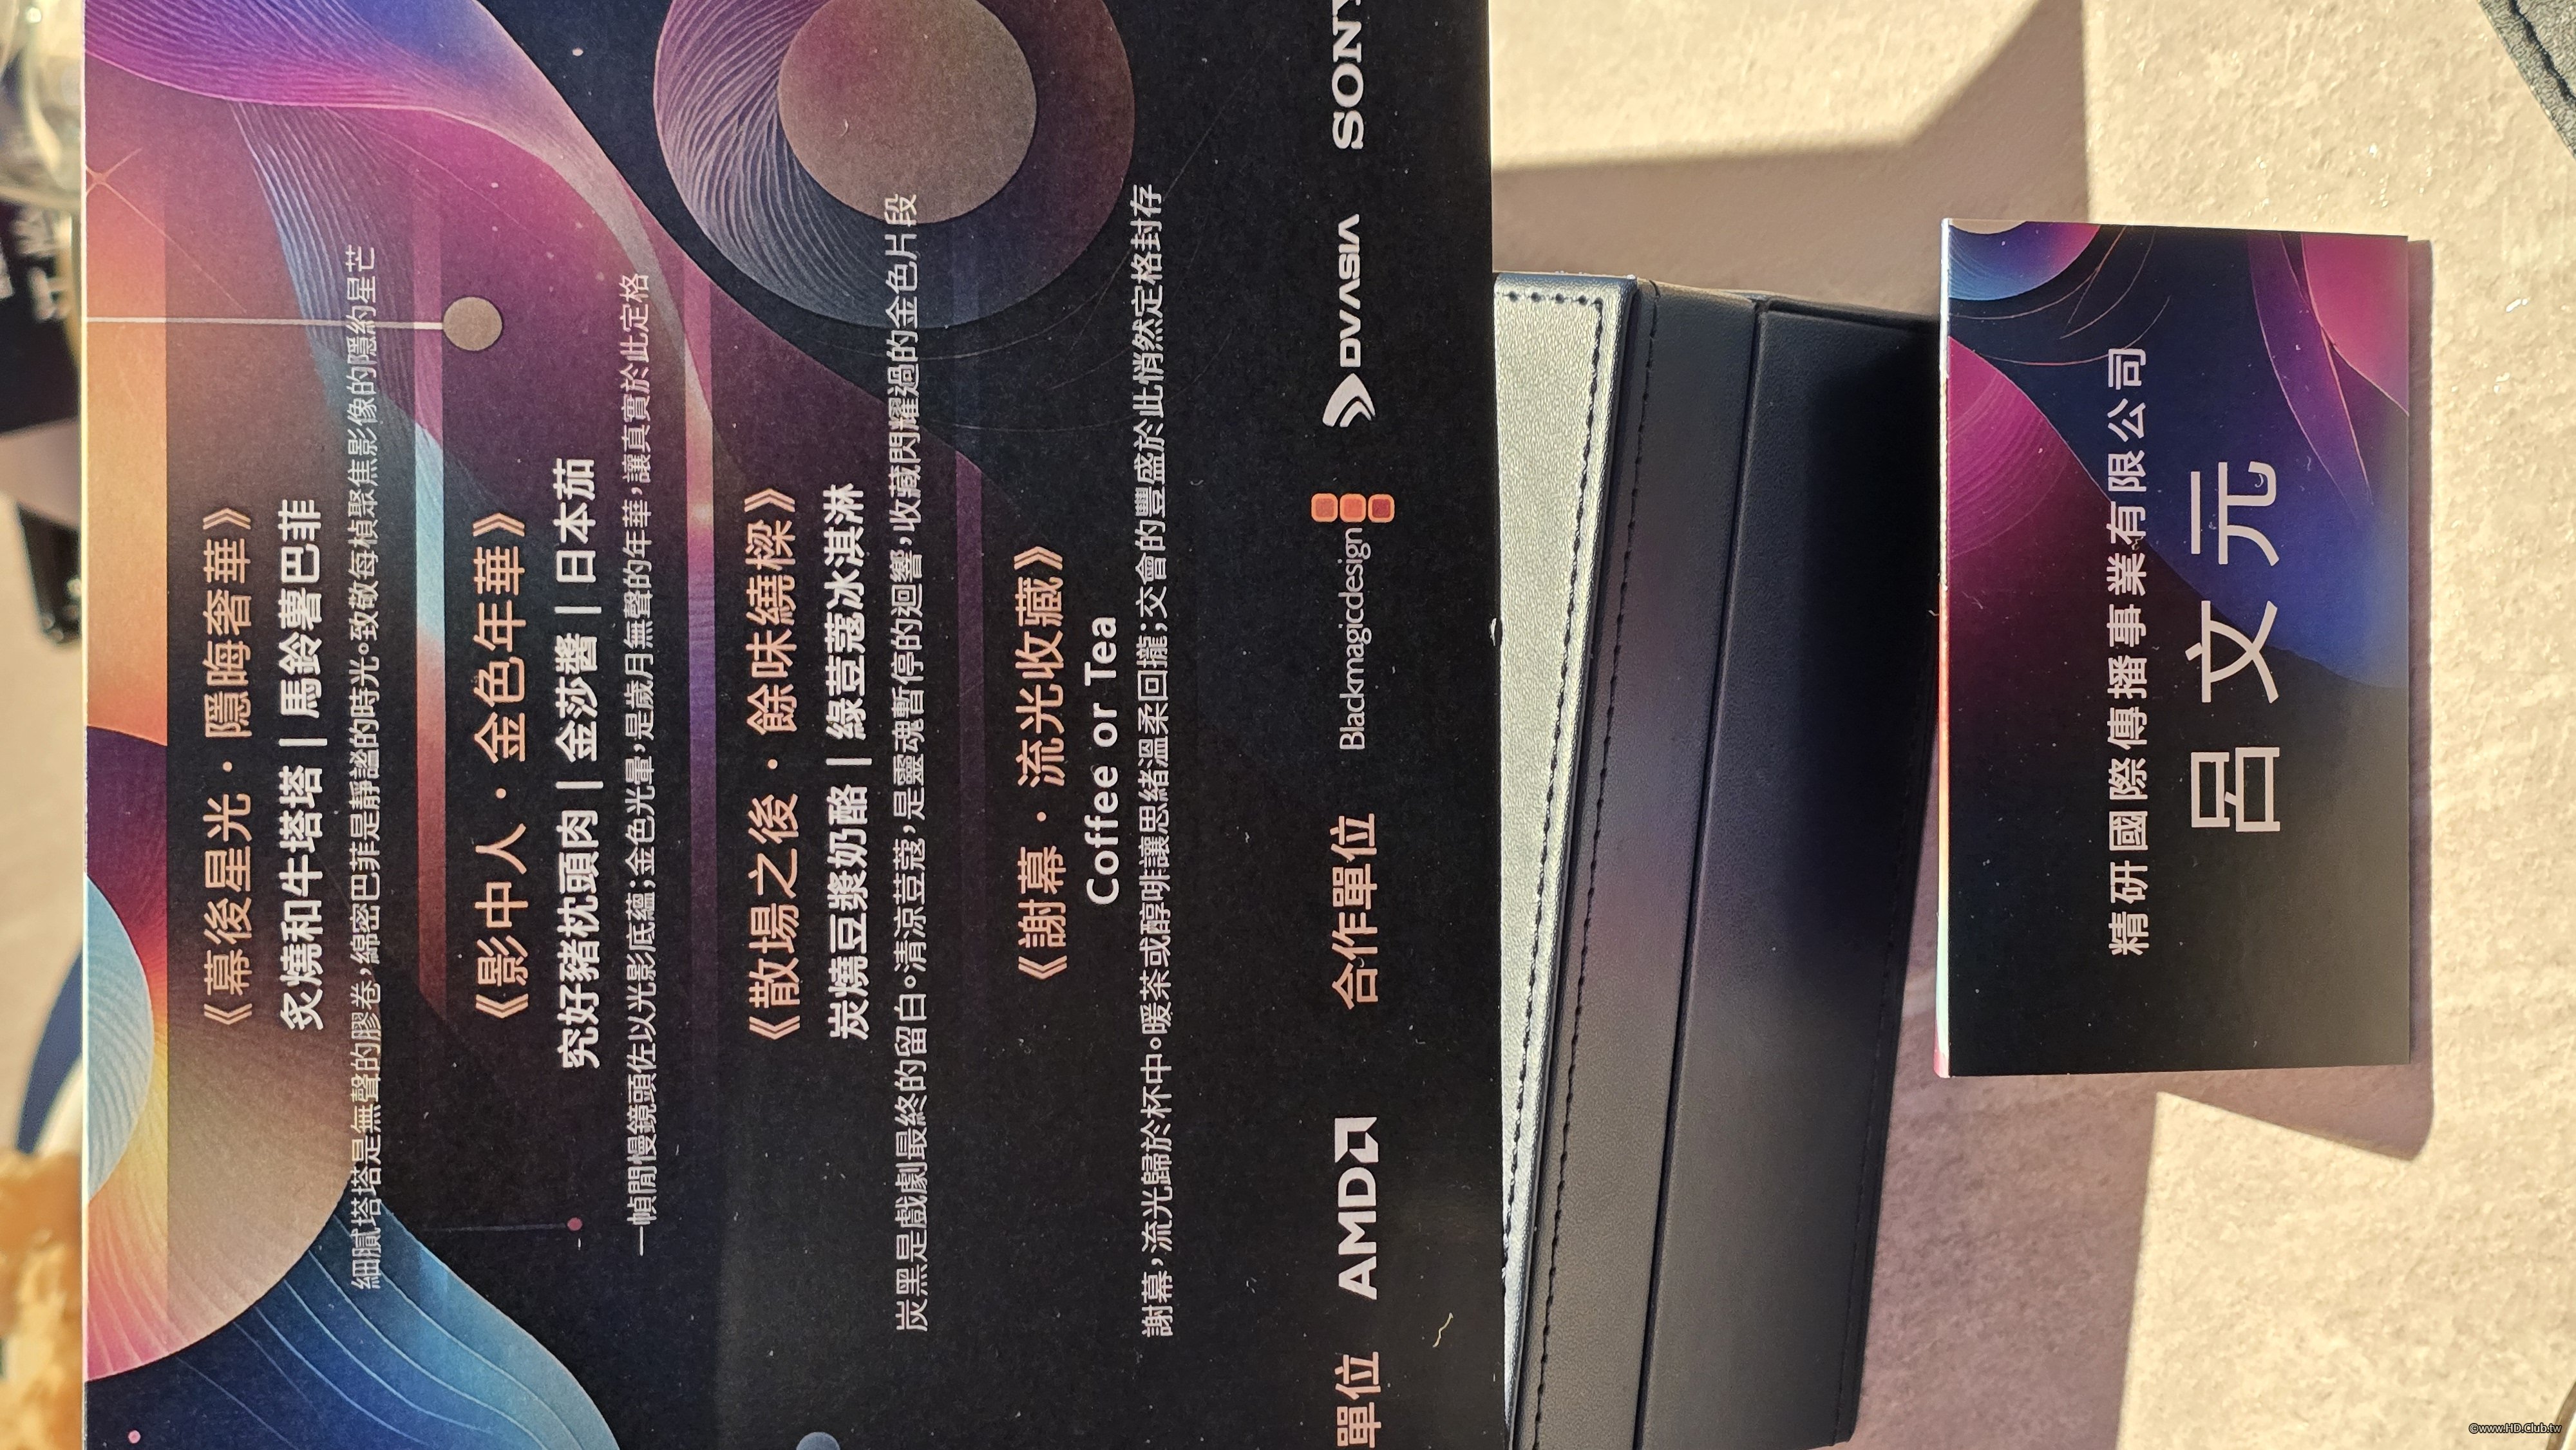 《幕後星光・隱晦奢華》
炙燒和牛塔塔 | 馬鈴薯巴菲
細膩塔塔是無聲的膠卷，綿密巴菲是靜謐的時光。致敬每楨聚焦影像的隱約星芒
《影中人・金色年華》
究好豬枕頭肉 | 金莎醬 | 日本茄
一幀間慢鏡頭佐以光影底蘊；金色光暈，是歲月無聲的年華，讓真實於此定格
《散場之後・餘味繞樑》
炭燒豆漿奶酪 | 綠荳蔻冰淇淋
炭黑是戲劇最終的留白。清涼荳蔻，是靈魂暫停的迴響，收藏閃耀過的金色片段
《謝幕・流光收藏》
Coffee or Tea
謝幕，流光歸於杯中。暖茶或醇啡讓思緒溫柔回攏；交會的豐盛於此悄然定格封存
單位 AMD 合作單位 Blackmagicdesign DVASIA SONY
精研國際傳播事業有限公司
呂文元
©www.HD.Club.tw